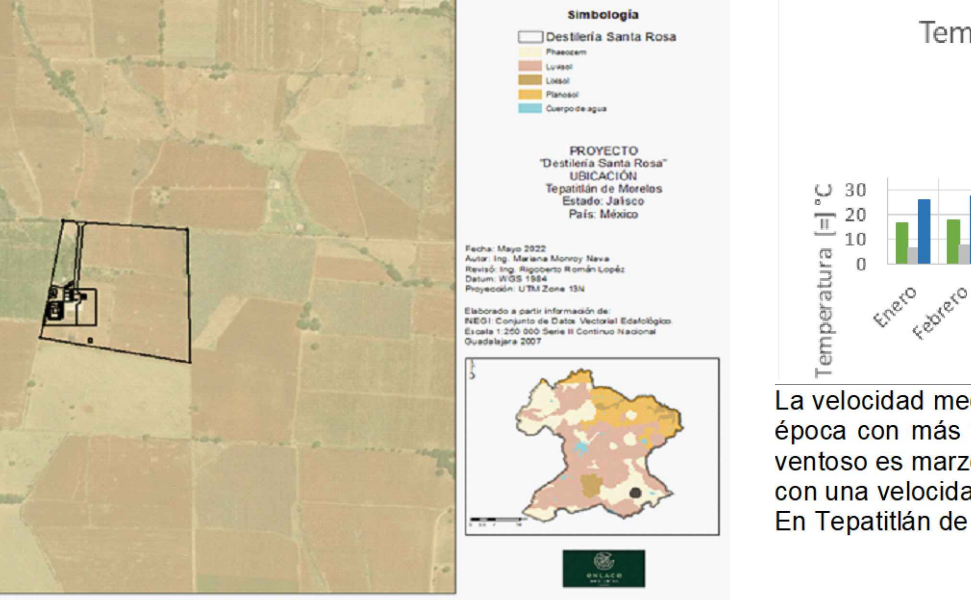 Simbología
Destilería Santa Rosa
Phaeozem
Luvisol
Lixisol
Planosol
Cuerpo de agua
PROYECTO
"Destilería Santa Rosa"
UBICACIÓN
Tepatitlán de Morelos
Estado: Jalisco
País: México
Fecha: Mayo 2022
Autor: Ing. Mariana Monroy Nava
Revisó: Ing. Rigoberto Román Lopéz
Datum: WGS 1984
Proyección: UTM Zone 13N
Elaborado a partir información de:
INEGI: Conjunto de Datos Vectorial Edafológico.
Escala 1:250 000 Serie II Continuo Nacional
Guadalajara 2007
Tem
Temperatura [=] °C
30
20
10
0
Enero
Febrero
La velocidad me
época con más
ventoso es marz
con una velocida
En Tepatitlán de